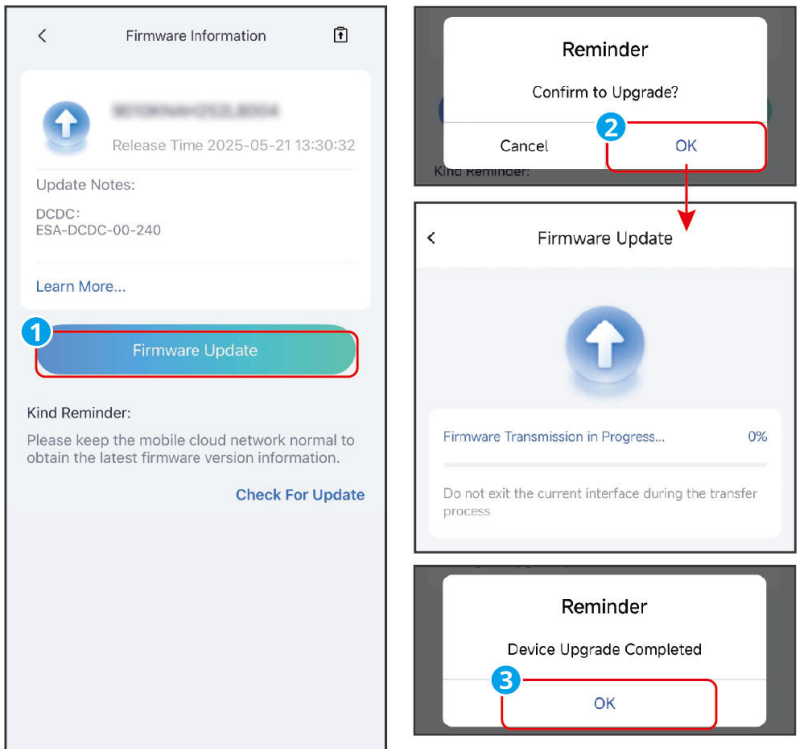 Firmware Information
Release Time 2025-05-21 13:30:32
Update Notes:
DCDC:
ESA-DCDC-00-240
Learn More...
1
Firmware Update
Kind Reminder:
Please keep the mobile cloud network normal to
obtain the latest firmware version information.
Check For Update
Reminder
Confirm to Upgrade?
2
Cancel
OK
Kind Reminder:
Firmware Update
Firmware Transmission in Progress...
0%
Do not exit the current interface during the transfer
process
Reminder
Device Upgrade Completed
3
OK